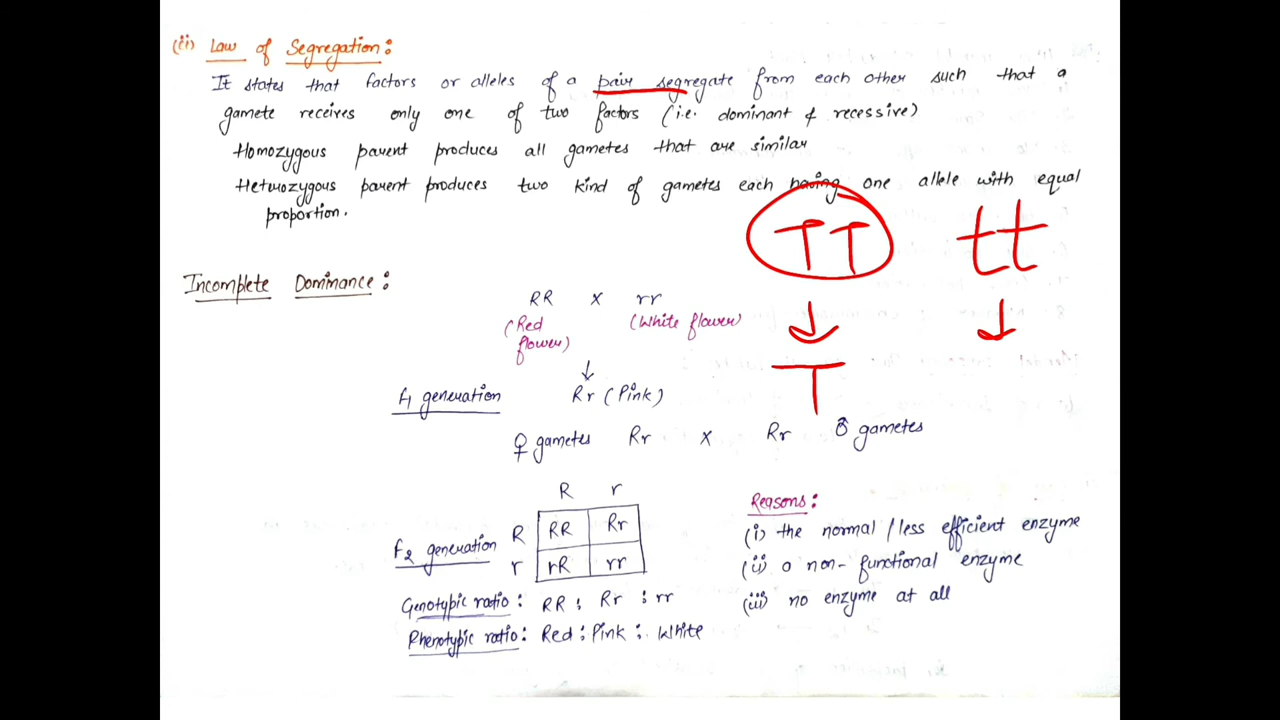 (ii) Law of Segregation:
It states that factors or alleles of a pair segregate from each other such that a
gamete receives only one of two factors (i.e. dominant & recessive)
Homozygous parent produces all gametes that are similar
Heterozygous parent produces two kind of gametes each having one allele with equal
proportion.
TT tt
Incomplete Dominance:
RR x rr
(Red flower) (White flower)
↓ ↓ ↓
T
F1 generation Rr (Pink)
♀ gametes Rr x Rr ♂ gametes
R r
R RR Rr
F2 generation
r rR rr
Genotypic ratio: RR : Rr : rr
Phenotypic ratio: Red : Pink : White
Reasons:
(i) the normal / less efficient enzyme
(ii) a non-functional enzyme
(iii) no enzyme at all